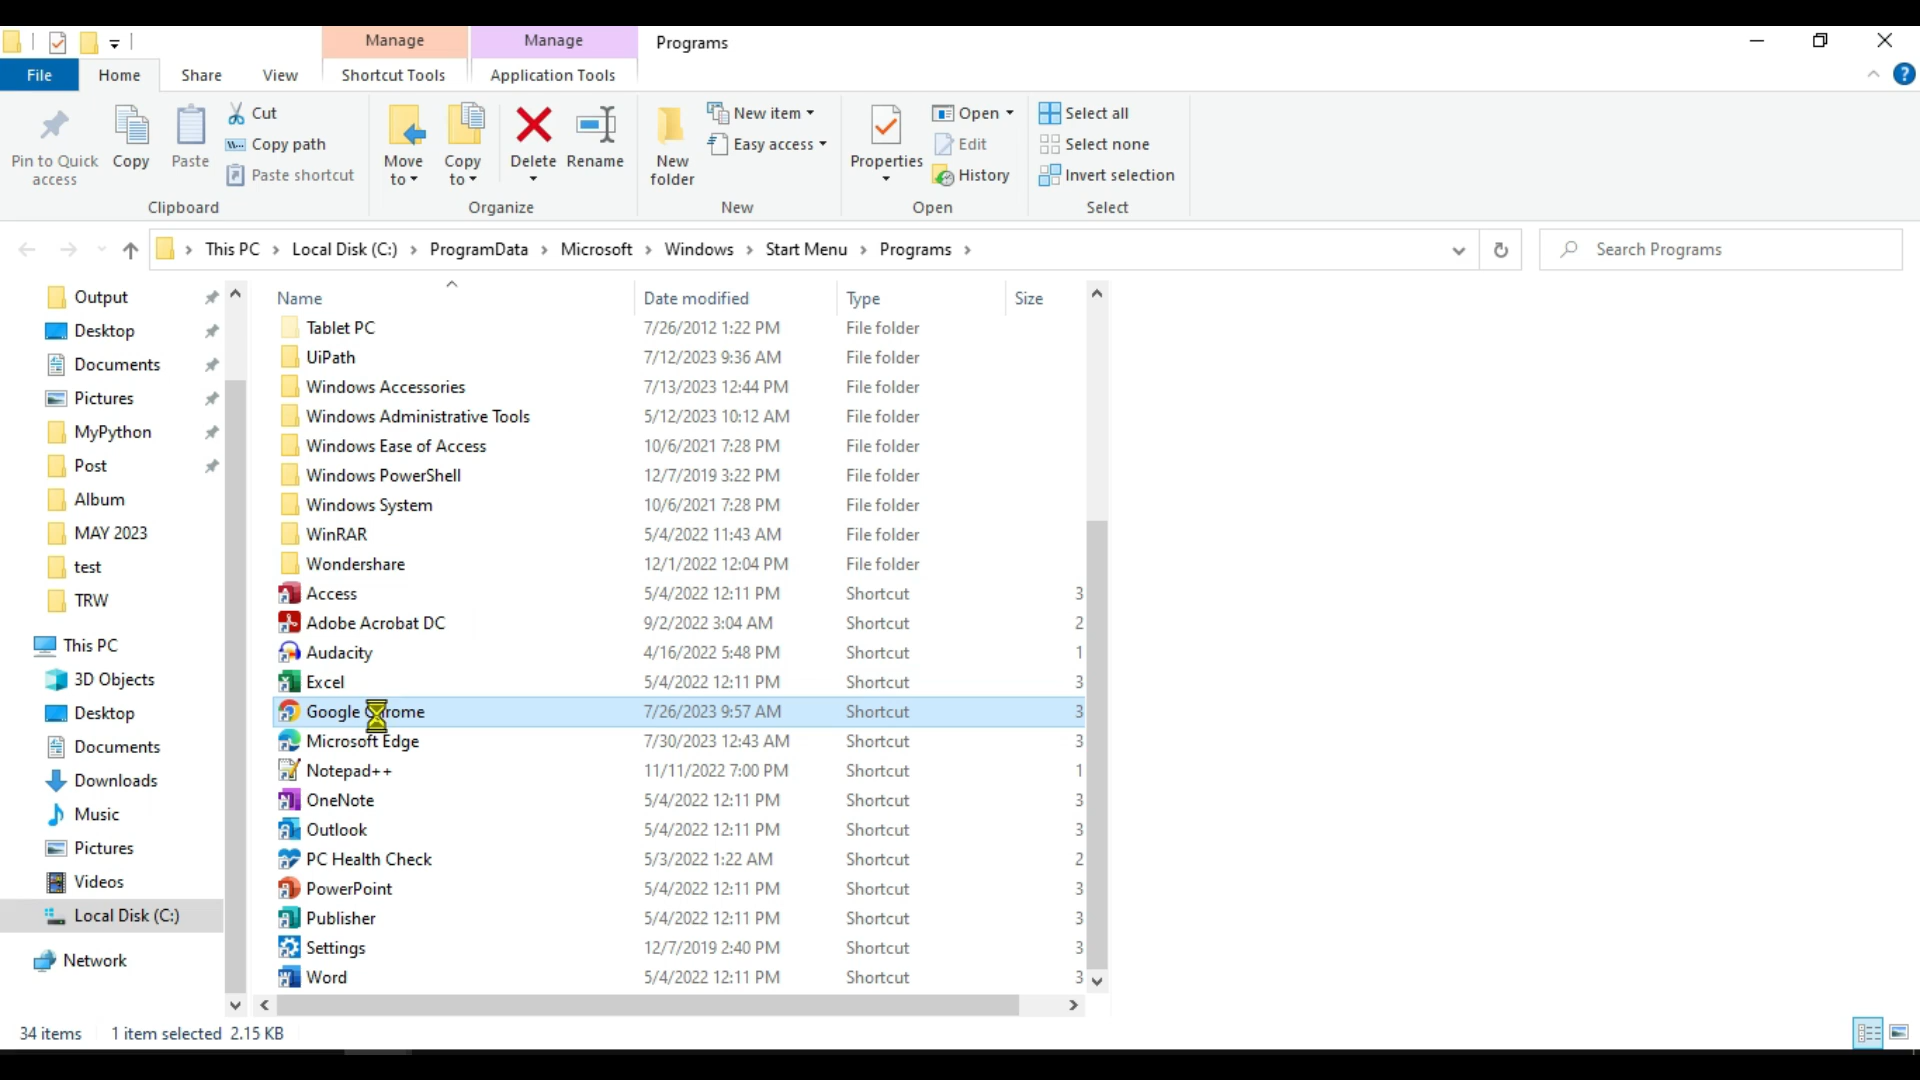 Manage
Manage
Programs
File
Home
Share
View
Shortcut Tools
Application Tools
Pin to Quick access
Copy
Paste
Cut
Copy path
Paste shortcut
Clipboard
Move to
Copy to
Delete
Rename
Organize
New folder
New item
Easy access
New
Properties
Open
Edit
History
Open
Select all
Select none
Invert selection
Select
This PC > Local Disk (C:) > ProgramData > Microsoft > Windows > Start Menu > Programs >
Search Programs
Output
Desktop
Documents
Pictures
MyPython
Post
Album
MAY 2023
test
TRW
This PC
3D Objects
Desktop
Documents
Downloads
Music
Pictures
Videos
Local Disk (C:)
Network
Name Date modified Type Size
Tablet PC 7/26/2012 1:22 PM File folder
UiPath 7/12/2023 9:36 AM File folder
Windows Accessories 7/13/2023 12:44 PM File folder
Windows Administrative Tools 5/12/2023 10:12 AM File folder
Windows Ease of Access 10/6/2021 7:28 PM File folder
Windows PowerShell 12/7/2019 3:22 PM File folder
Windows System 10/6/2021 7:28 PM File folder
WinRAR 5/4/2022 11:43 AM File folder
Wondershare 12/1/2022 12:04 PM File folder
Access 5/4/2022 12:11 PM Shortcut 3
Adobe Acrobat DC 9/2/2022 3:04 AM Shortcut 2
Audacity 4/16/2022 5:48 PM Shortcut 1
Excel 5/4/2022 12:11 PM Shortcut 3
Google Chrome 7/26/2023 9:57 AM Shortcut 3
Microsoft Edge 7/30/2023 12:43 AM Shortcut 3
Notepad++ 11/11/2022 7:00 PM Shortcut 1
OneNote 5/4/2022 12:11 PM Shortcut 3
Outlook 5/4/2022 12:11 PM Shortcut 3
PC Health Check 5/3/2022 1:22 AM Shortcut 2
PowerPoint 5/4/2022 12:11 PM Shortcut 3
Publisher 5/4/2022 12:11 PM Shortcut 3
Settings 12/7/2019 2:40 PM Shortcut 3
Word 5/4/2022 12:11 PM Shortcut 3
34 items 1 item selected 2.15 KB